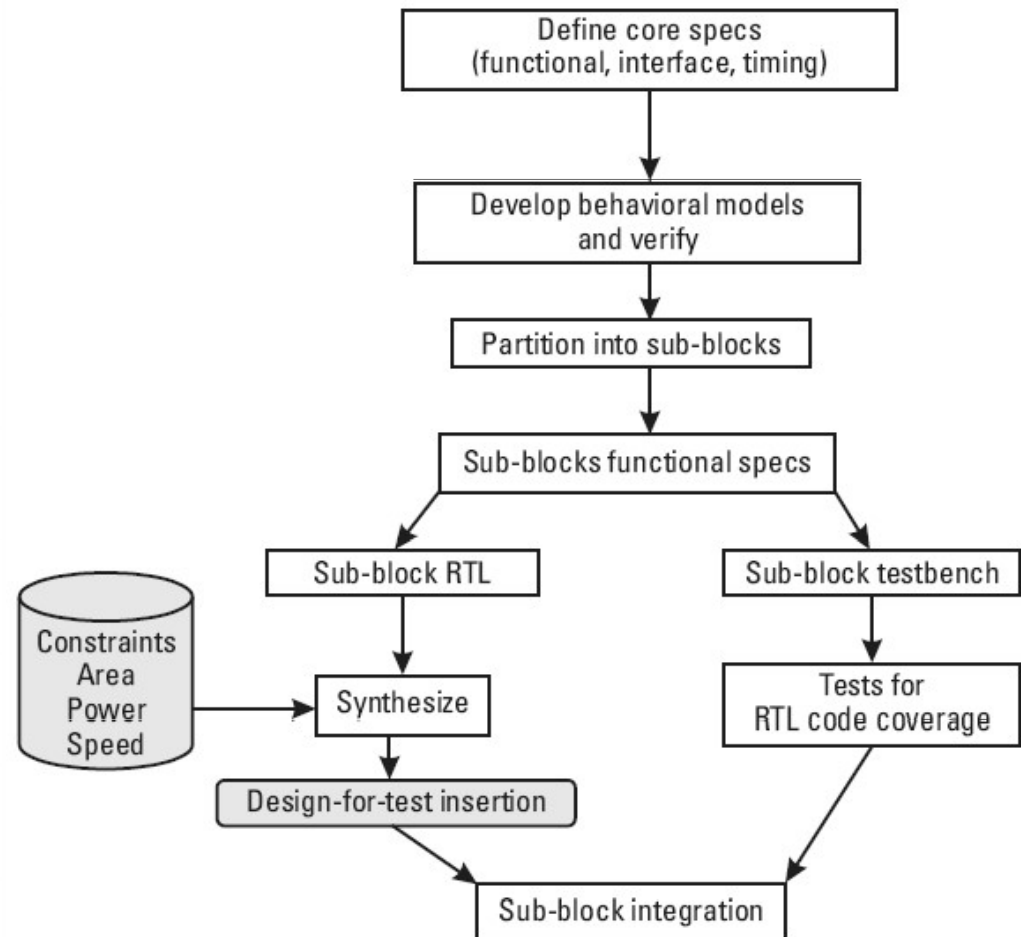 Define core specs
(functional, interface, timing)
Develop behavioral models
and verify
Partition into sub-blocks
Sub-blocks functional specs
Sub-block RTL
Sub-block testbench
Constraints
Area
Power
Speed
Synthesize
Tests for
RTL code coverage
Design-for-test insertion
Sub-block integration